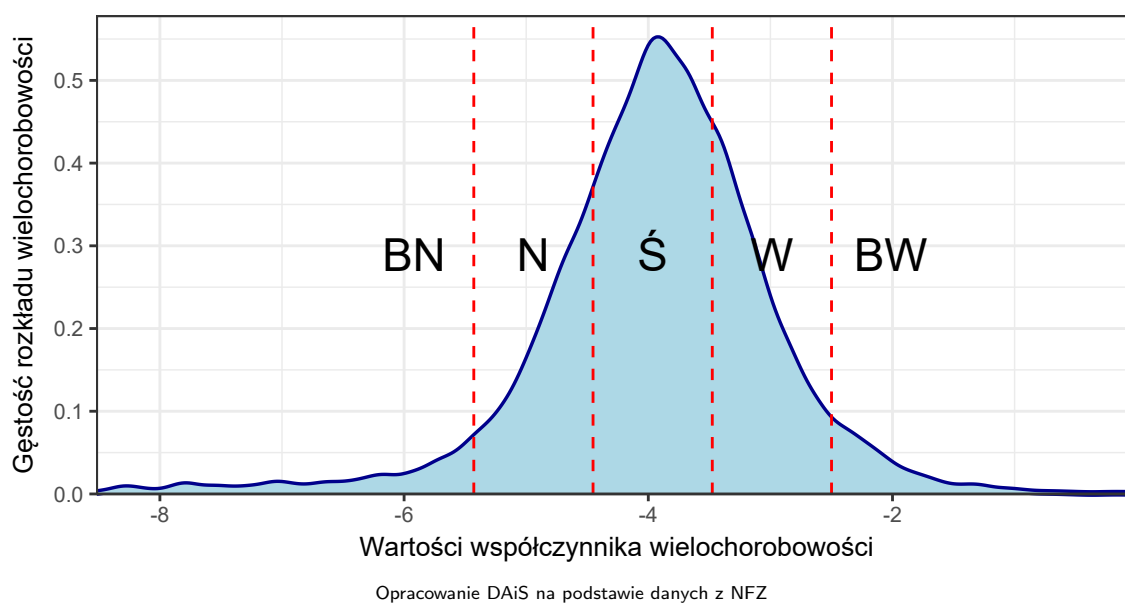 Gęstość rozkładu wielochorobowości
0.5
0.4
0.3
0.2
0.1
0.0
BN N Ś W BW
-8 -6 -4 -2
Wartości współczynnika wielochorobowości
Opracowanie DAiS na podstawie danych z NFZ